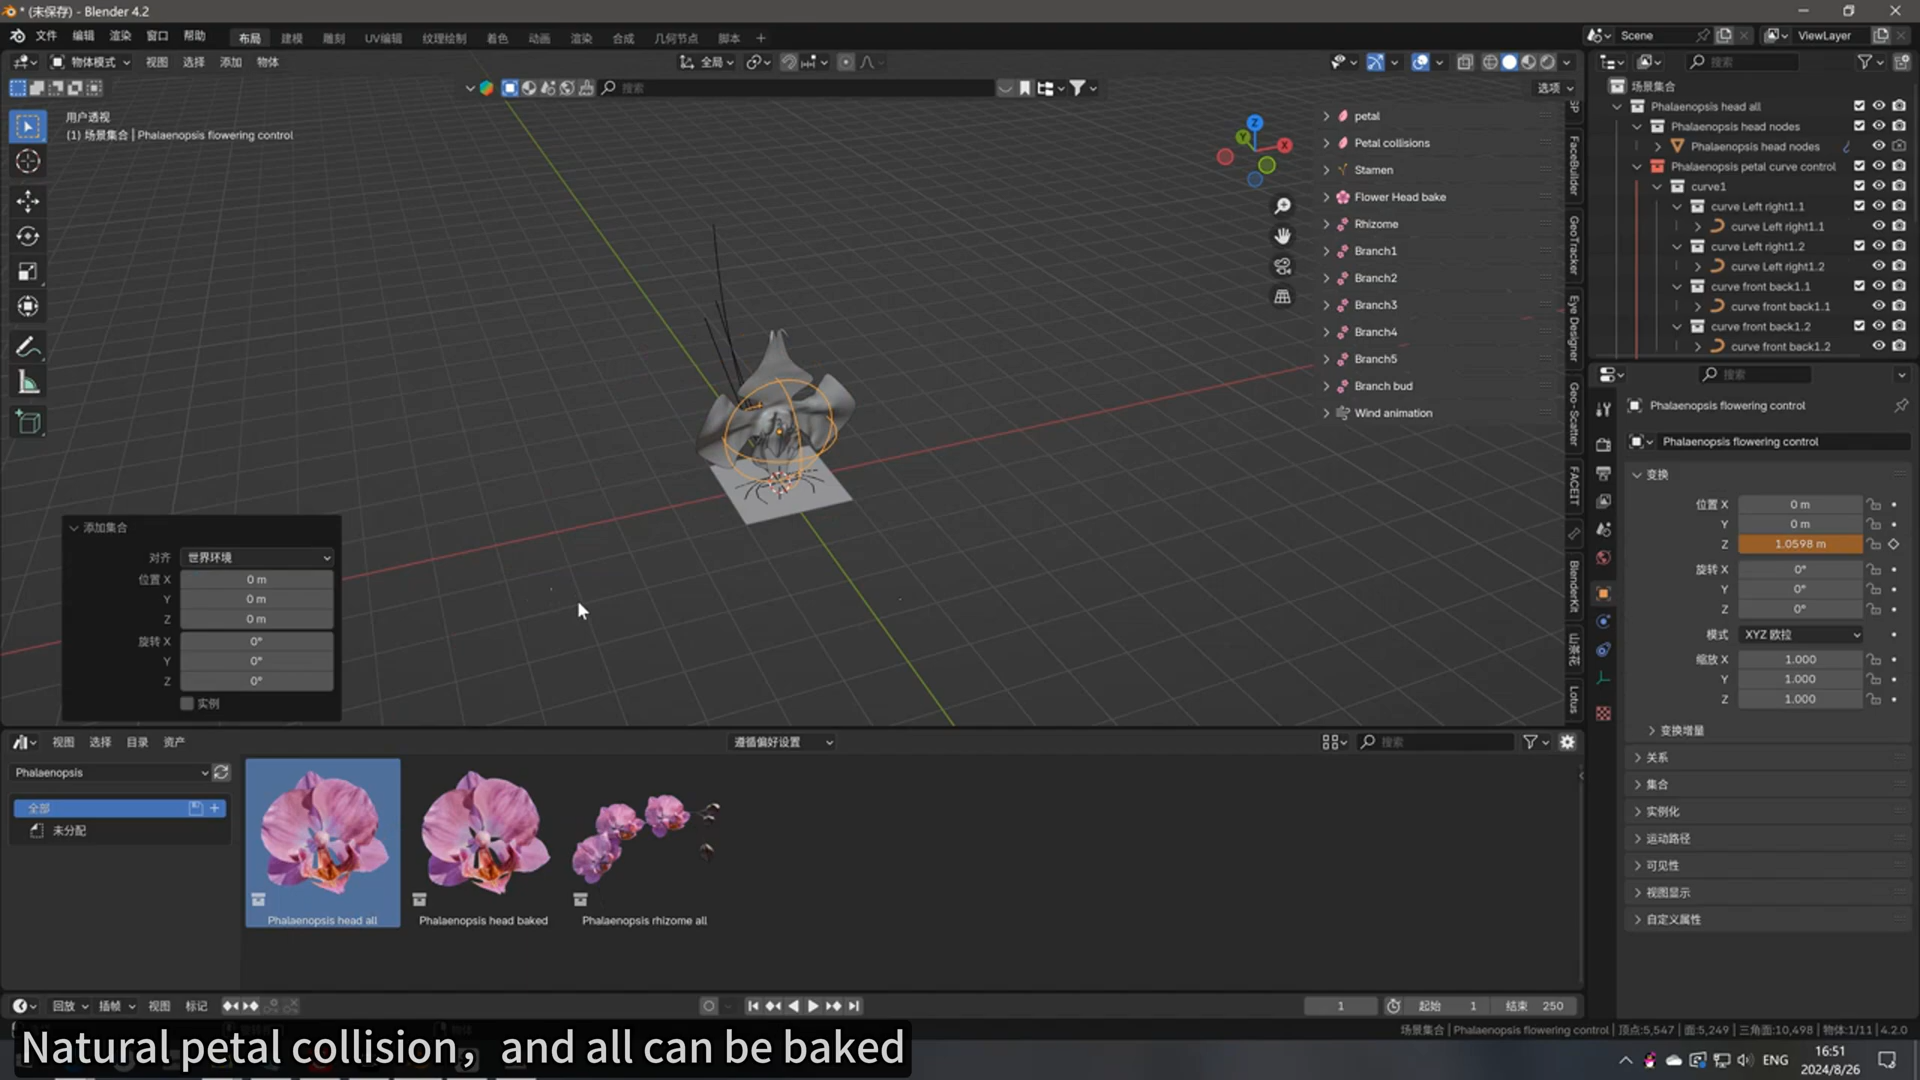 * (未保存) - Blender 4.2
文件 编辑 渲染 窗口 帮助 布局 建模 雕刻 UV编辑 纹理绘制 着色 动画 渲染 合成 几何节点 脚本 + Scene ViewLayer
物体模式 视图 选择 添加 物体 全局 搜索
搜索 选项
用户透视
(1) 场景集合 | Phalaenopsis flowering control
Z
Y
X
petal
Petal collisions
Stamen
Flower Head bake
Rhizome
Branch1
Branch2
Branch3
Branch4
Branch5
Branch bud
Wind animation
FaceBuilder
GeoTracker
Eye Designer
Geo-Scatter
FACEIT
BlenderKit
山茶花
Lotus
场景集合
Phalaenopsis head all
Phalaenopsis head nodes
Phalaenopsis head nodes
Phalaenopsis petal curve control
curve1
curve Left right1.1
curve Left right1.1
curve Left right1.2
curve Left right1.2
curve front back1.1
curve front back1.1
curve front back1.2
curve front back1.2
搜索
Phalaenopsis flowering control
Phalaenopsis flowering control
变换
位置 X 0 m
Y 0 m
Z 1.0598 m
旋转 X 0°
Y 0°
Z 0°
模式 XYZ 欧拉
缩放 X 1.000
Y 1.000
Z 1.000
变换增量
关系
集合
实例化
运动路径
可见性
视图显示
自定义属性
添加集合
对齐 世界环境
位置 X 0 m
Y 0 m
Z 0 m
旋转 X 0°
Y 0°
Z 0°
实例
视图 选择 目录 资产 遵循偏好设置 搜索
Phalaenopsis
全部
未分配
Phalaenopsis head all
Phalaenopsis head baked
Phalaenopsis rhizome all
回放 插帧 视图 标记 1 起始 1 结束 250
场景集合 | Phalaenopsis flowering control | 顶点:5,547 | 面:5,249 | 三角面:10,498 | 物体:1/11 | 4.2.0
Natural petal collision，and all can be baked
ENG
16:51
2024/8/26